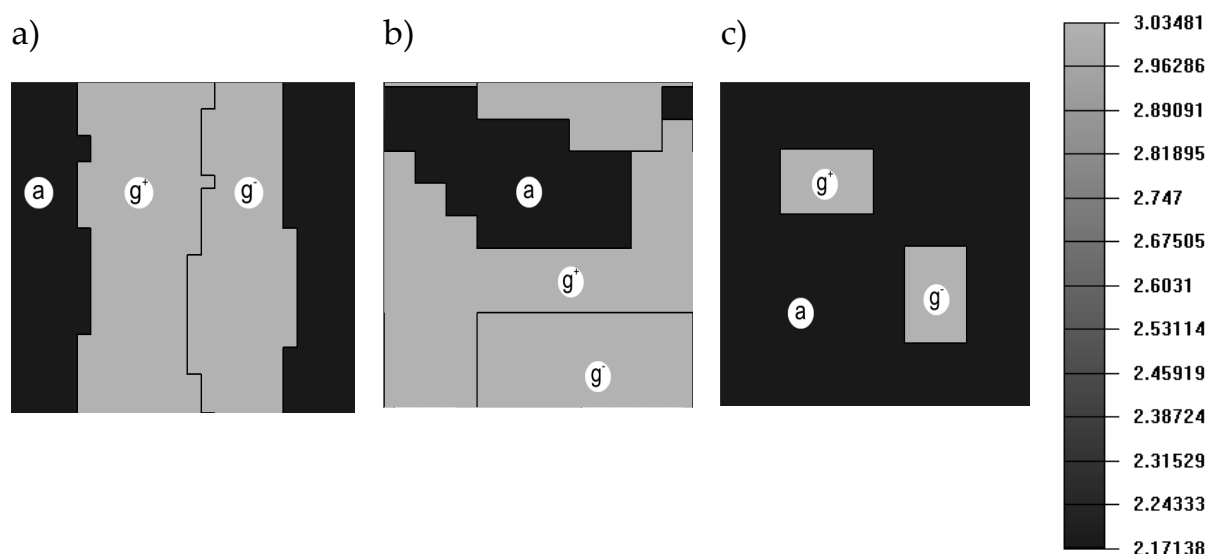 a)
b)
c)
a
g⁺
g⁻
a
g⁺
g⁻
g⁺
g⁻
a
3.03481
2.96286
2.89091
2.81895
2.747
2.67505
2.6031
2.53114
2.45919
2.38724
2.31529
2.24333
2.17138